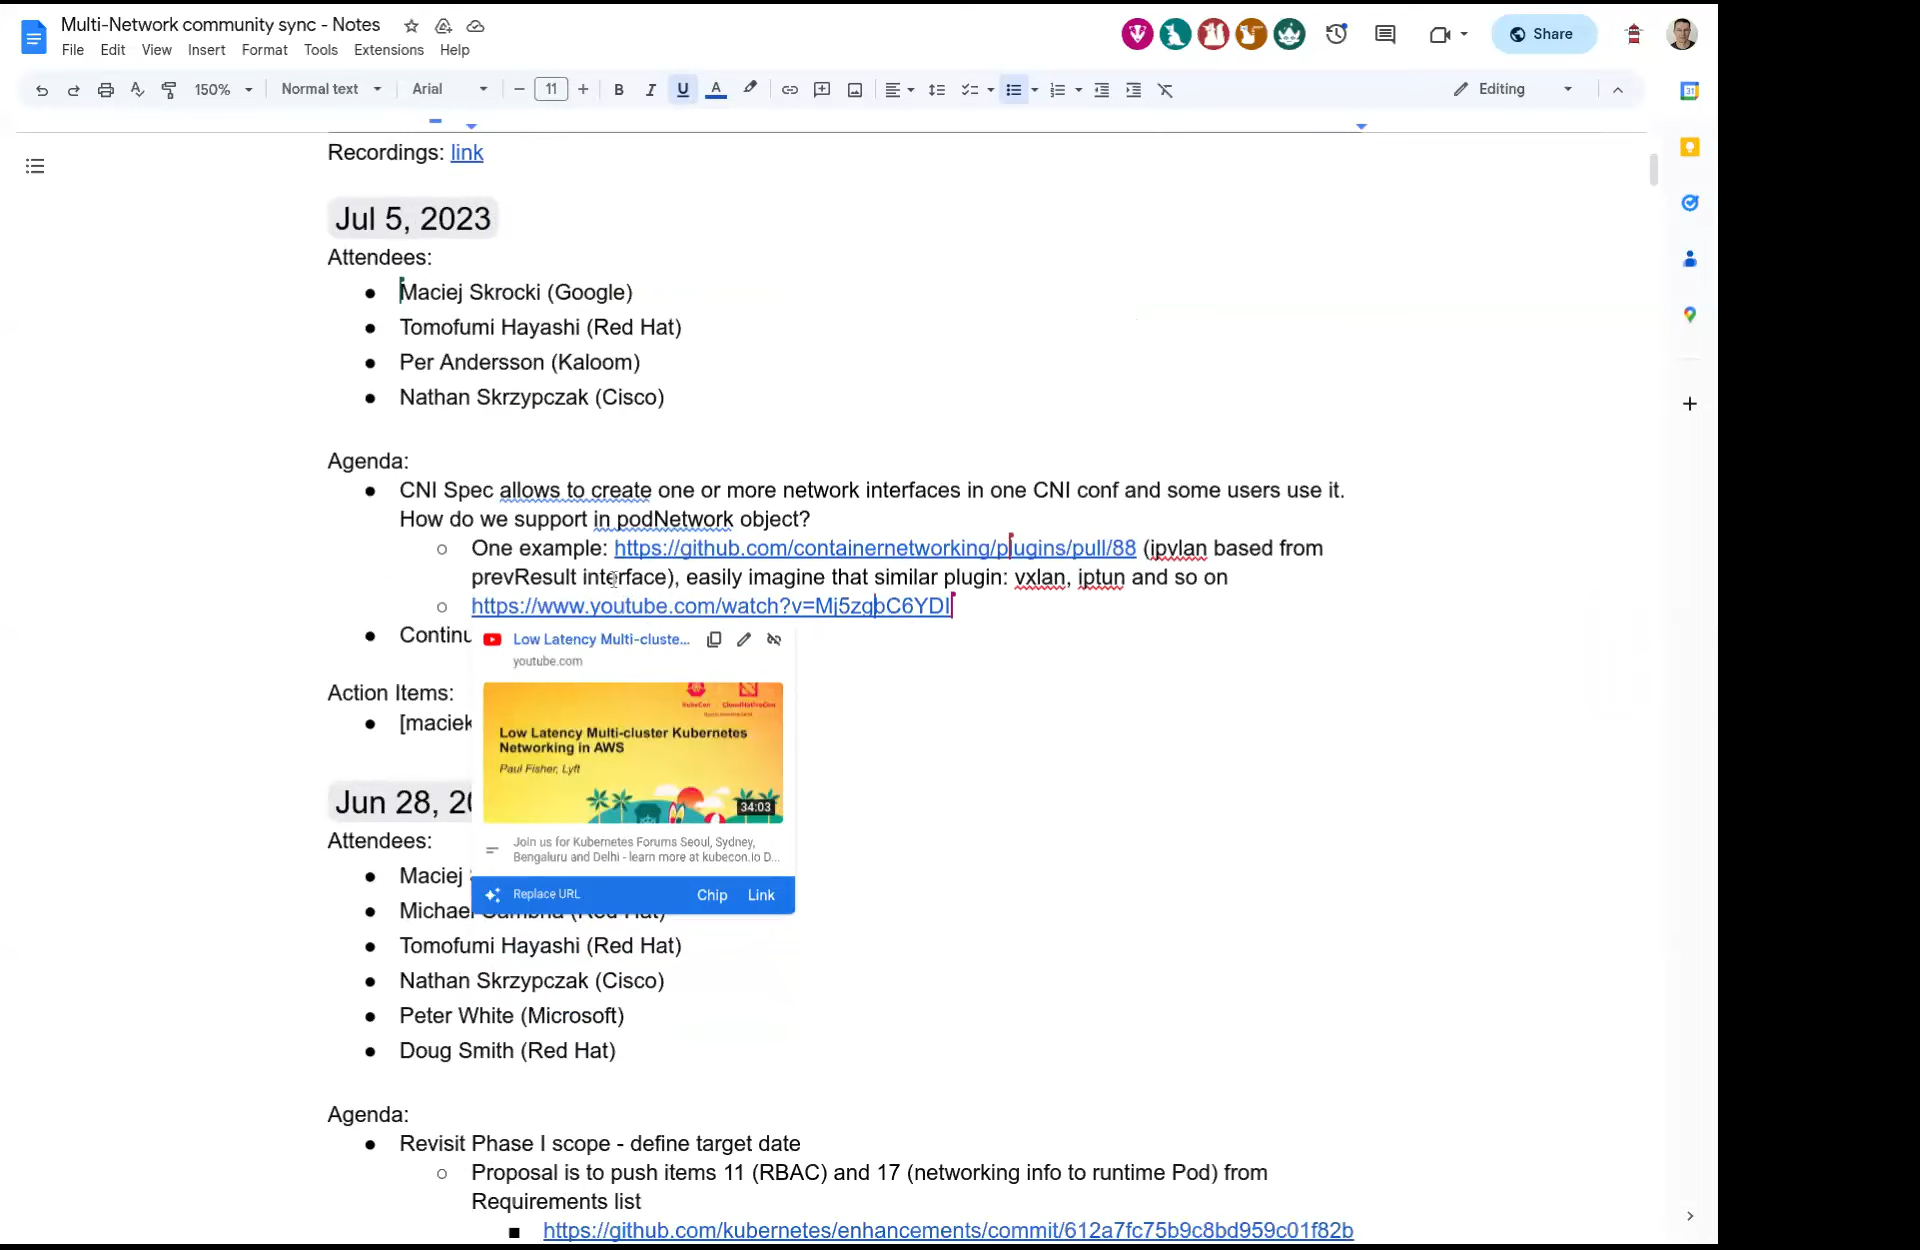 Multi-Network community sync - Notes
File Edit View Insert Format Tools Extensions Help
Share
150% Normal text Arial 11 B I U A Editing
31
Recordings: link
Jul 5, 2023
Attendees:
● Maciej Skrocki (Google)
● Tomofumi Hayashi (Red Hat)
● Per Andersson (Kaloom)
● Nathan Skrzypczak (Cisco)
Agenda:
● CNI Spec allows to create one or more network interfaces in one CNI conf and some users use it.
How do we support in podNetwork object?
○ One example: https://github.com/containernetworking/plugins/pull/88 (ipvlan based from
prevResult interface), easily imagine that similar plugin: vxlan, iptun and so on
○ https://www.youtube.com/watch?v=Mj5zgbC6YDI
● Continu
Low Latency Multi-cluste...
youtube.com
Action Items:
● [maciek
KubeCon CloudNativeCon
Low Latency Multi-cluster Kubernetes
Networking in AWS
Paul Fisher, Lyft
34:03
Jun 28, 20
Attendees:
Join us for Kubernetes Forums Seoul, Sydney,
Bengaluru and Delhi - learn more at kubecon.io D...
● Maciej
Replace URL Chip Link
● Michael Cambria (Red Hat)
● Tomofumi Hayashi (Red Hat)
● Nathan Skrzypczak (Cisco)
● Peter White (Microsoft)
● Doug Smith (Red Hat)
Agenda:
● Revisit Phase I scope - define target date
○ Proposal is to push items 11 (RBAC) and 17 (networking info to runtime Pod) from
Requirements list
■ https://github.com/kubernetes/enhancements/commit/612a7fc75b9c8bd959c01f82b